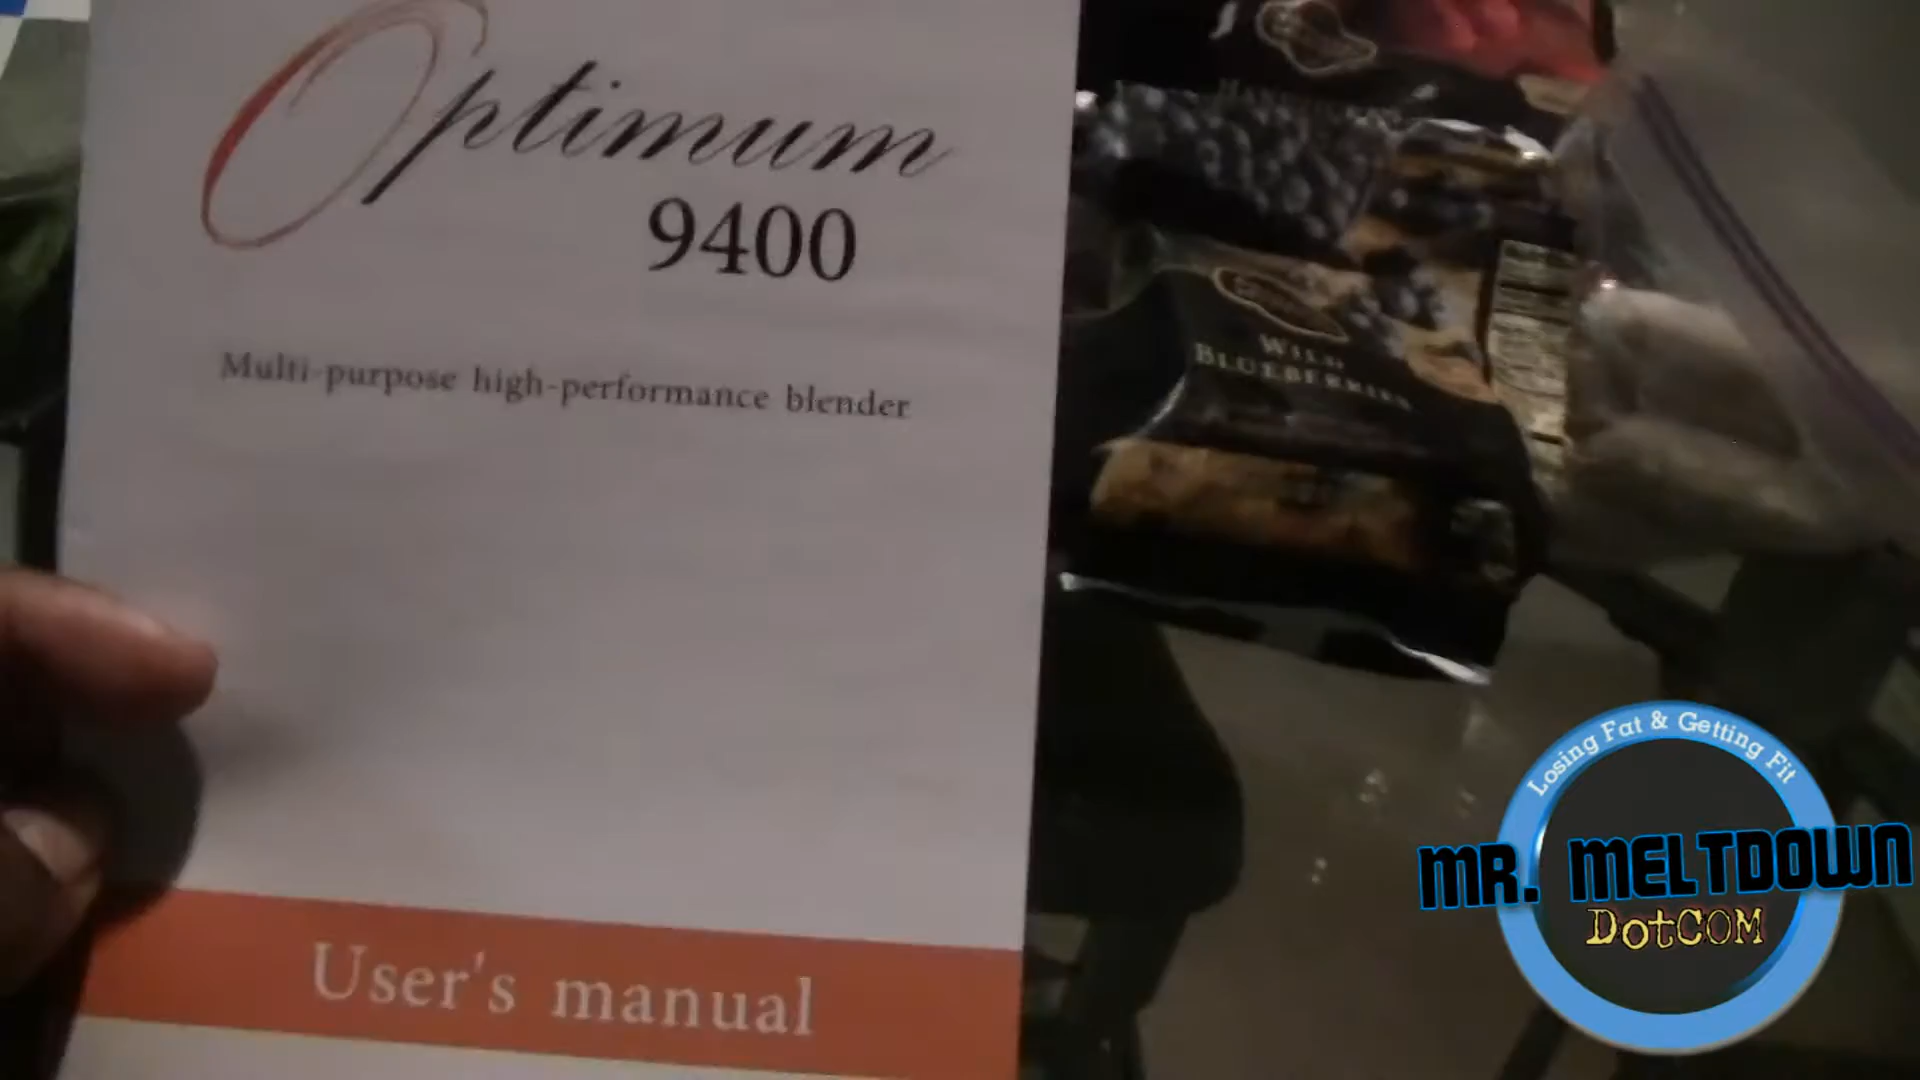 Optimum
9400
Multi-purpose high-performance blender
User's manual
WILD
BLUEBERRIES
Losing Fat & Getting Fit
MR. MELTDOWN
DotCOM